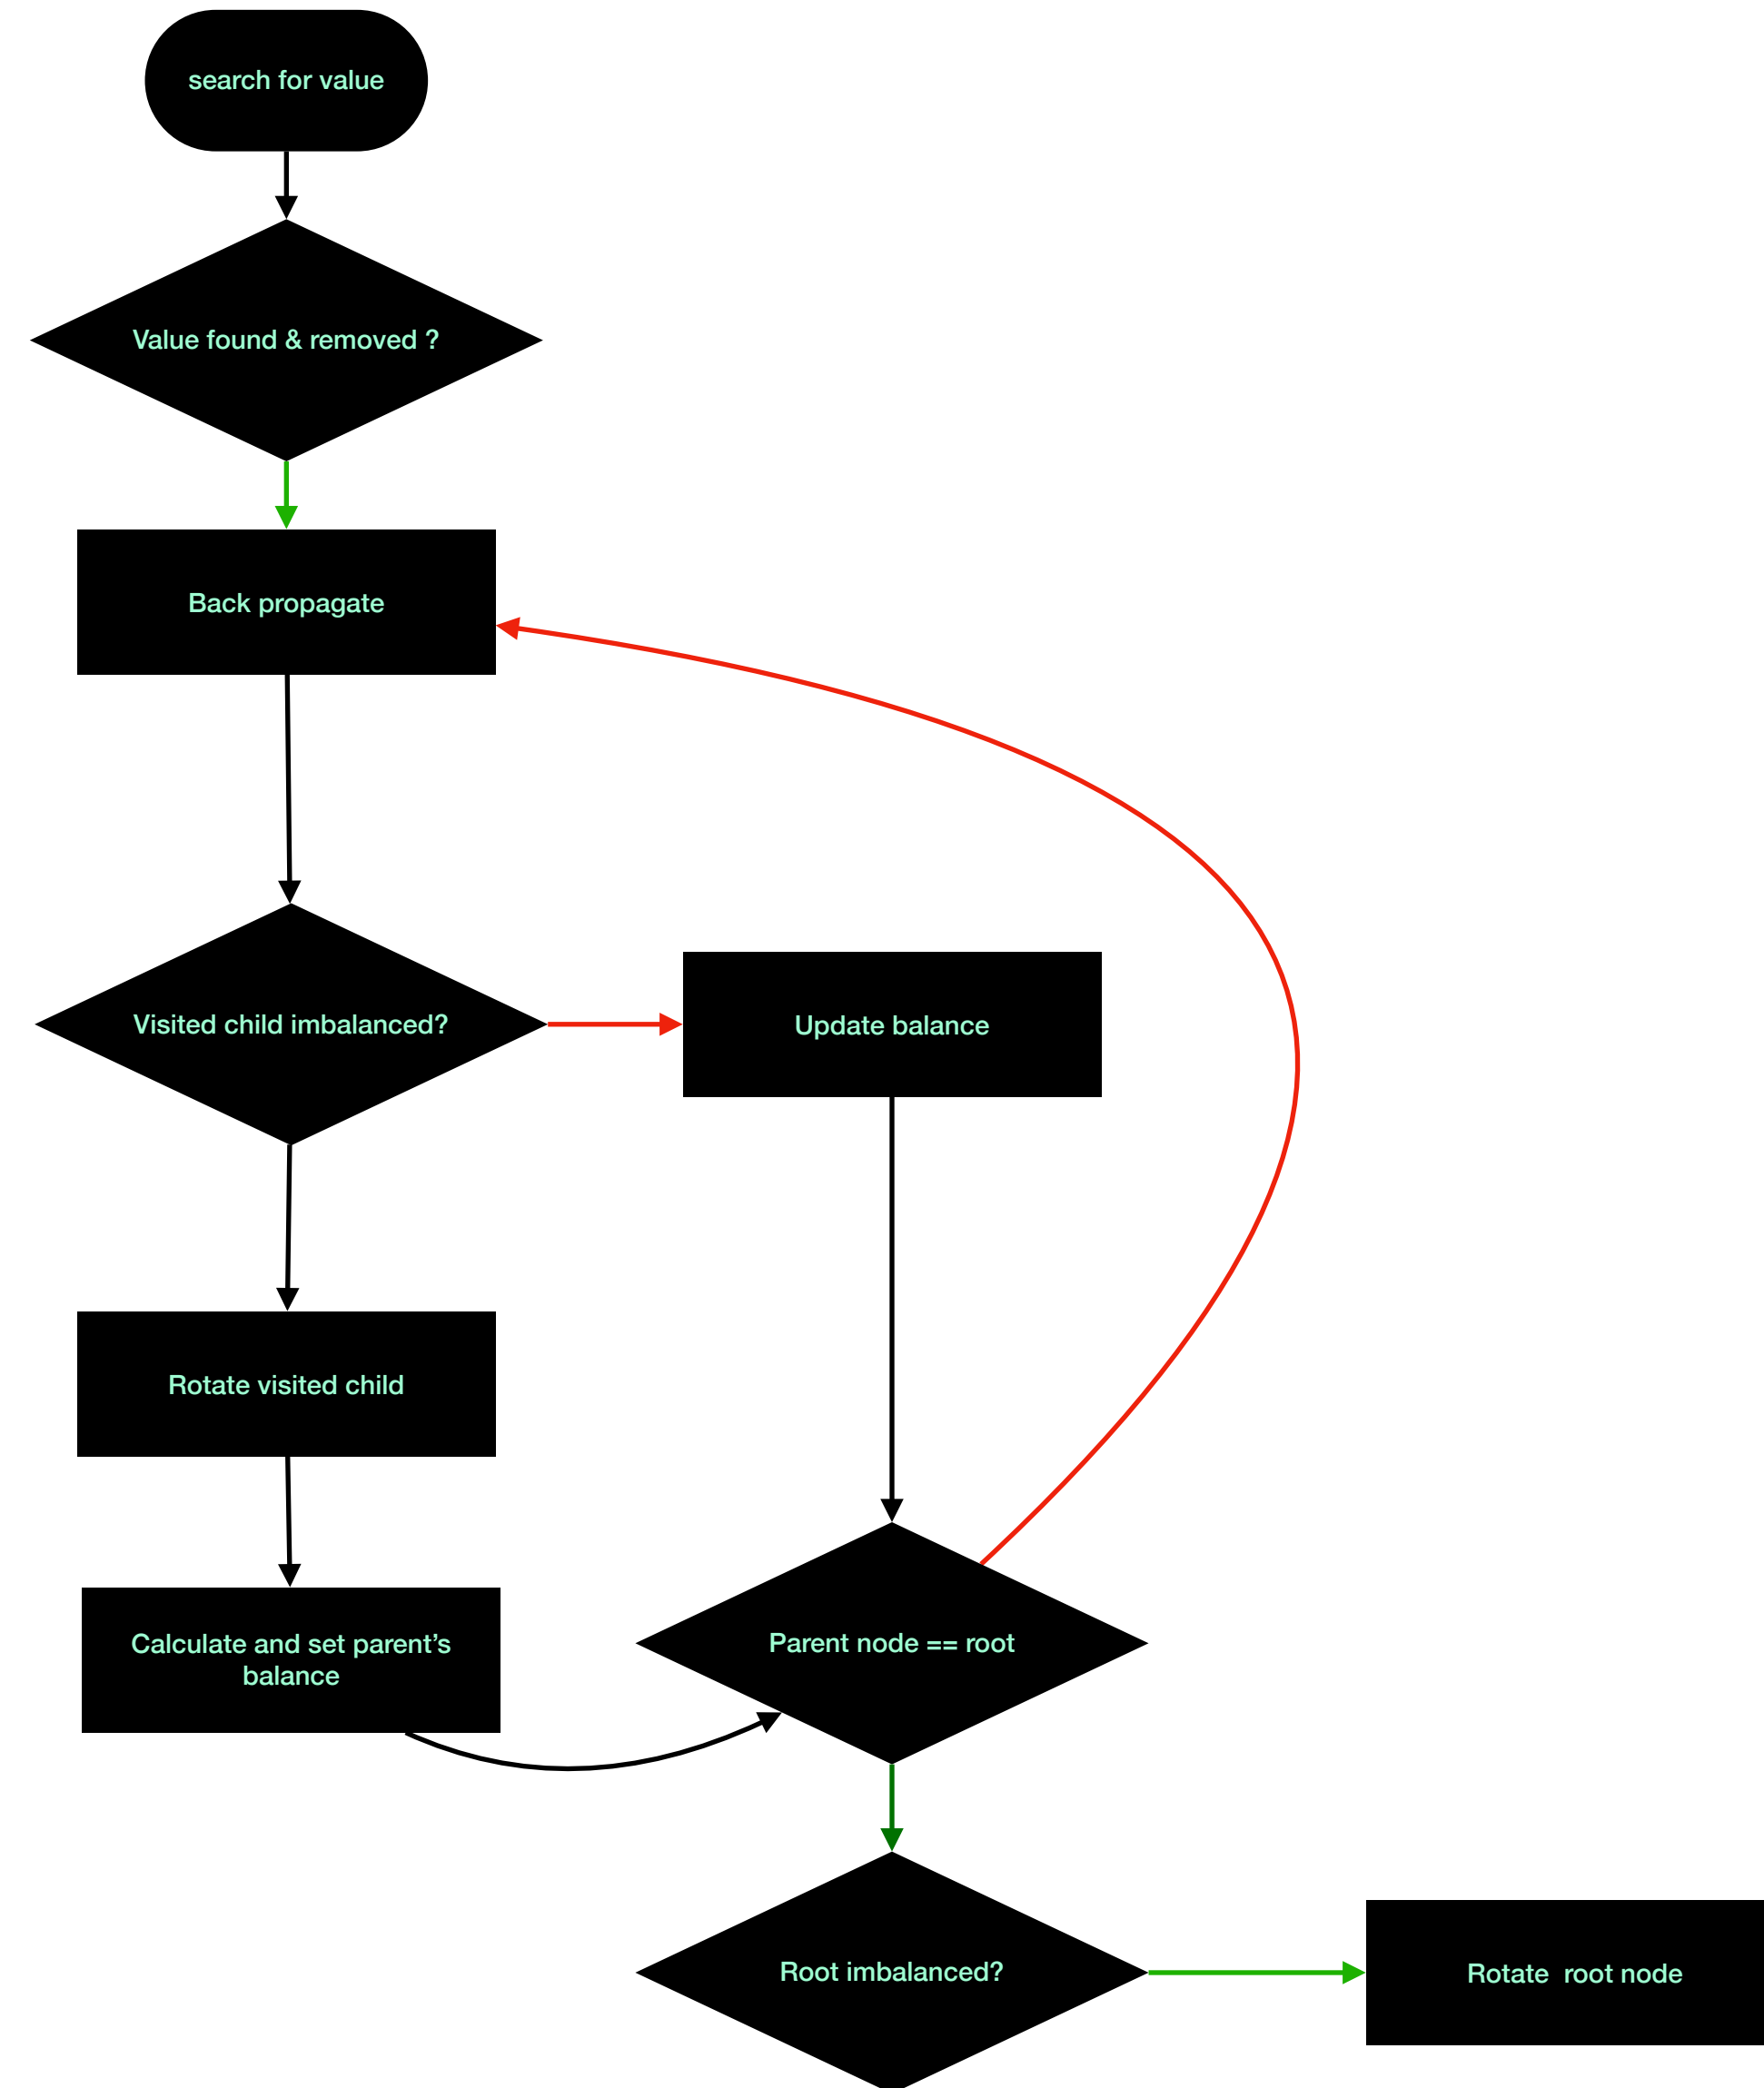 search for value
Value found & removed ?
Back propagate
Visited child imbalanced?
Update balance
Rotate visited child
Calculate and set parent’s
balance
Parent node == root
Root imbalanced?
Rotate  root node